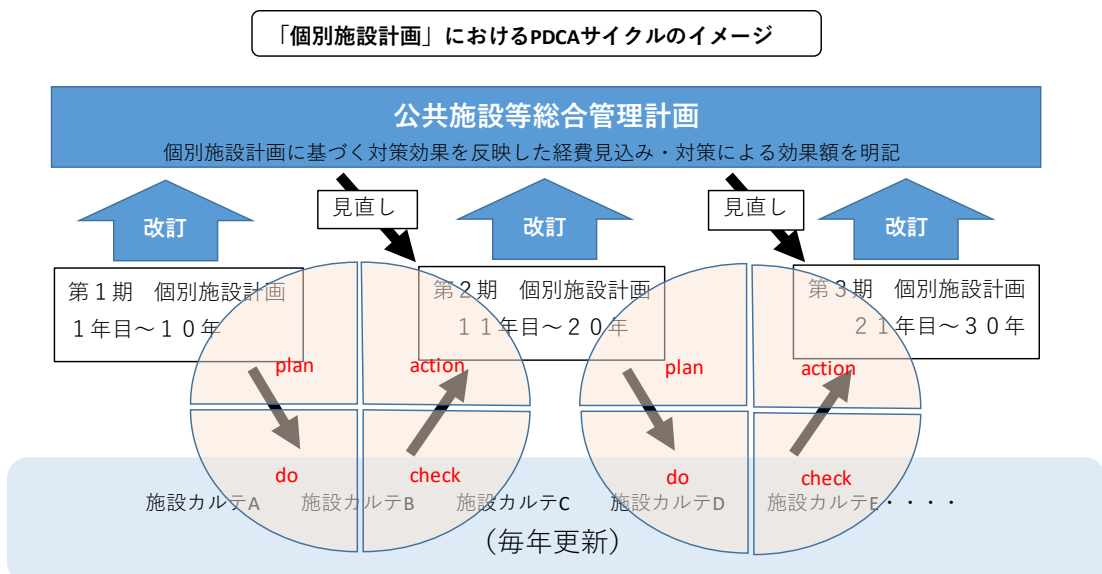 「個別施設計画」におけるPDCAサイクルのイメージ
公共施設等総合管理計画
個別施設計画に基づく対策効果を反映した経費見込み・対策による効果額を明記
改訂
見直し
改訂
見直し
改訂
第１期　個別施設計画
１年目～１０年
第２期　個別施設計画
１１年目～２０年
第３期　個別施設計画
２１年目～３０年
plan
action
plan
action
do
check
do
check
施設カルテA　施設カルテB　施設カルテC　施設カルテD　施設カルテE・・・・
（毎年更新）